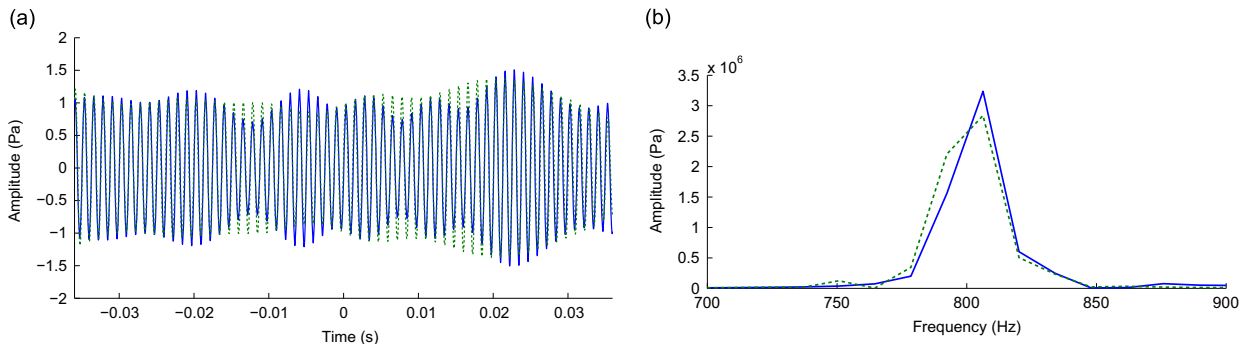 (a)
2
1.5
1
0.5
0
−0.5
−1
−1.5
−2
Amplitude (Pa)
−0.03 −0.02 −0.01 0 0.01 0.02 0.03
Time (s)
(b)
x 10^6
3.5
3
2.5
2
1.5
1
0.5
0
Amplitude (Pa)
700 750 800 850 900
Frequency (Hz)